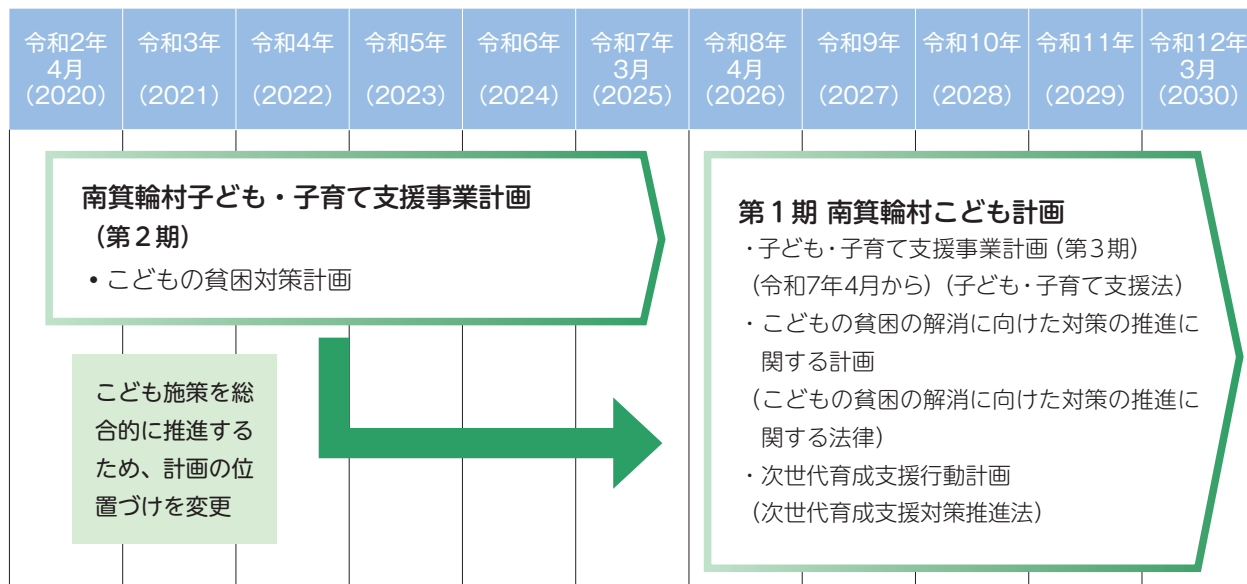 令和2年
4月
(2020)
令和3年
(2021)
令和4年
(2022)
令和5年
(2023)
令和6年
(2024)
令和7年
3月
(2025)
令和8年
4月
(2026)
令和9年
(2027)
令和10年
(2028)
令和11年
(2029)
令和12年
3月
(2030)
南箕輪村子ども・子育て支援事業計画
(第2期)
• こどもの貧困対策計画
こども施策を総
合的に推進する
ため、計画の位
置づけを変更
第1期 南箕輪村こども計画
・子ども・子育て支援事業計画(第3期)
(令和7年4月から)(子ども・子育て支援法)
・こどもの貧困の解消に向けた対策の推進に
関する計画
(こどもの貧困の解消に向けた対策の推進に
関する法律)
・次世代育成支援行動計画
(次世代育成支援対策推進法)